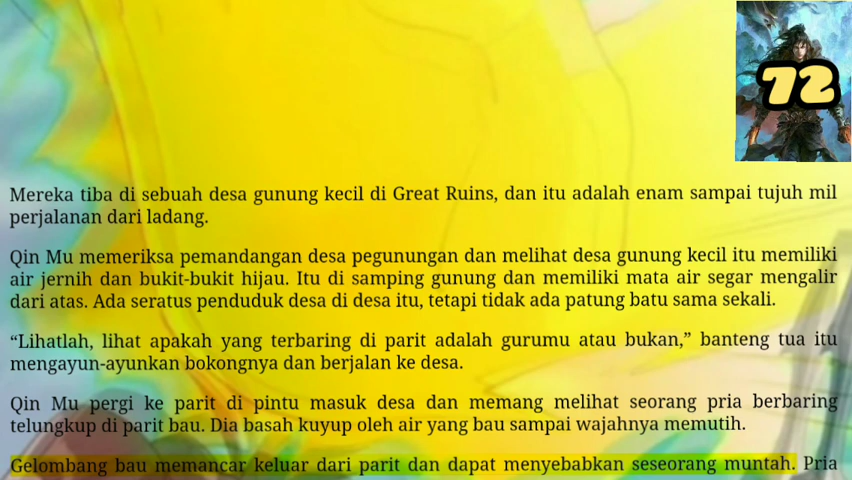 72
Mereka tiba di sebuah desa gunung kecil di Great Ruins, dan itu adalah enam sampai tujuh mil
perjalanan dari ladang.
Qin Mu memeriksa pemandangan desa pegunungan dan melihat desa gunung kecil itu memiliki
air jernih dan bukit-bukit hijau. Itu di samping gunung dan memiliki mata air segar mengalir
dari atas. Ada seratus penduduk desa di desa itu, tetapi tidak ada patung batu sama sekali.
“Lihatlah, lihat apakah yang terbaring di parit adalah gurumu atau bukan,” banteng tua itu
mengayun-ayunkan bokongnya dan berjalan ke desa.
Qin Mu pergi ke parit di pintu masuk desa dan memang melihat seorang pria berbaring
telungkup di parit bau. Dia basah kuyup oleh air yang bau sampai wajahnya memutih.
Gelombang bau memancar keluar dari parit dan dapat menyebabkan seseorang muntah. Pria